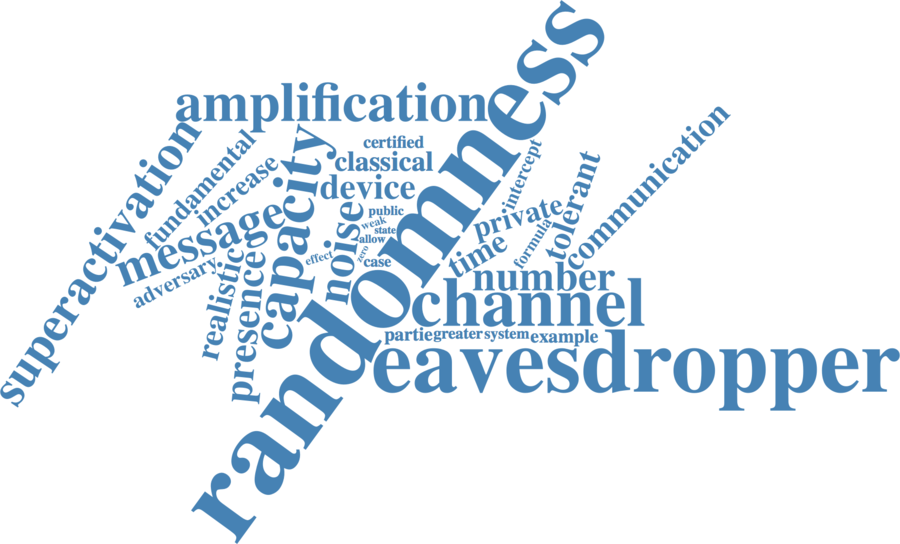 randomness
amplification
certified
classical
device
superactivation
fundamental
increase
message
capacity
adversary
realistic
presence
noise
public
weak
state
allow
zero
effect
case
intercept
private
tolerant
communication
formula
time
number
channel
partie
greater
system
example
eavesdropper